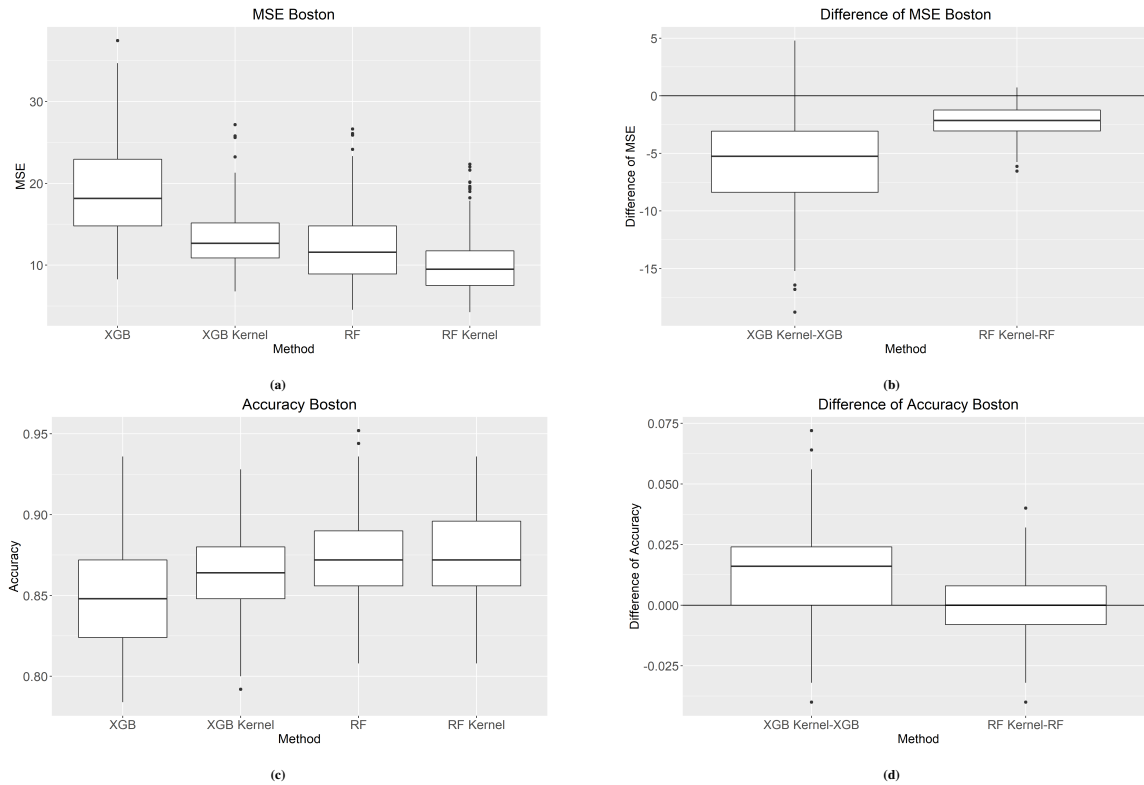 MSE Boston
30
20
10
MSE
XGB
XGB Kernel
RF
RF Kernel
Method
(a)
Difference of MSE Boston
5
0
-5
-10
-15
Difference of MSE
XGB Kernel-XGB
RF Kernel-RF
Method
(b)
Accuracy Boston
0.95
0.90
0.85
0.80
Accuracy
XGB
XGB Kernel
RF
RF Kernel
Method
(c)
Difference of Accuracy Boston
0.075
0.050
0.025
0.000
-0.025
Difference of Accuracy
XGB Kernel-XGB
RF Kernel-RF
Method
(d)